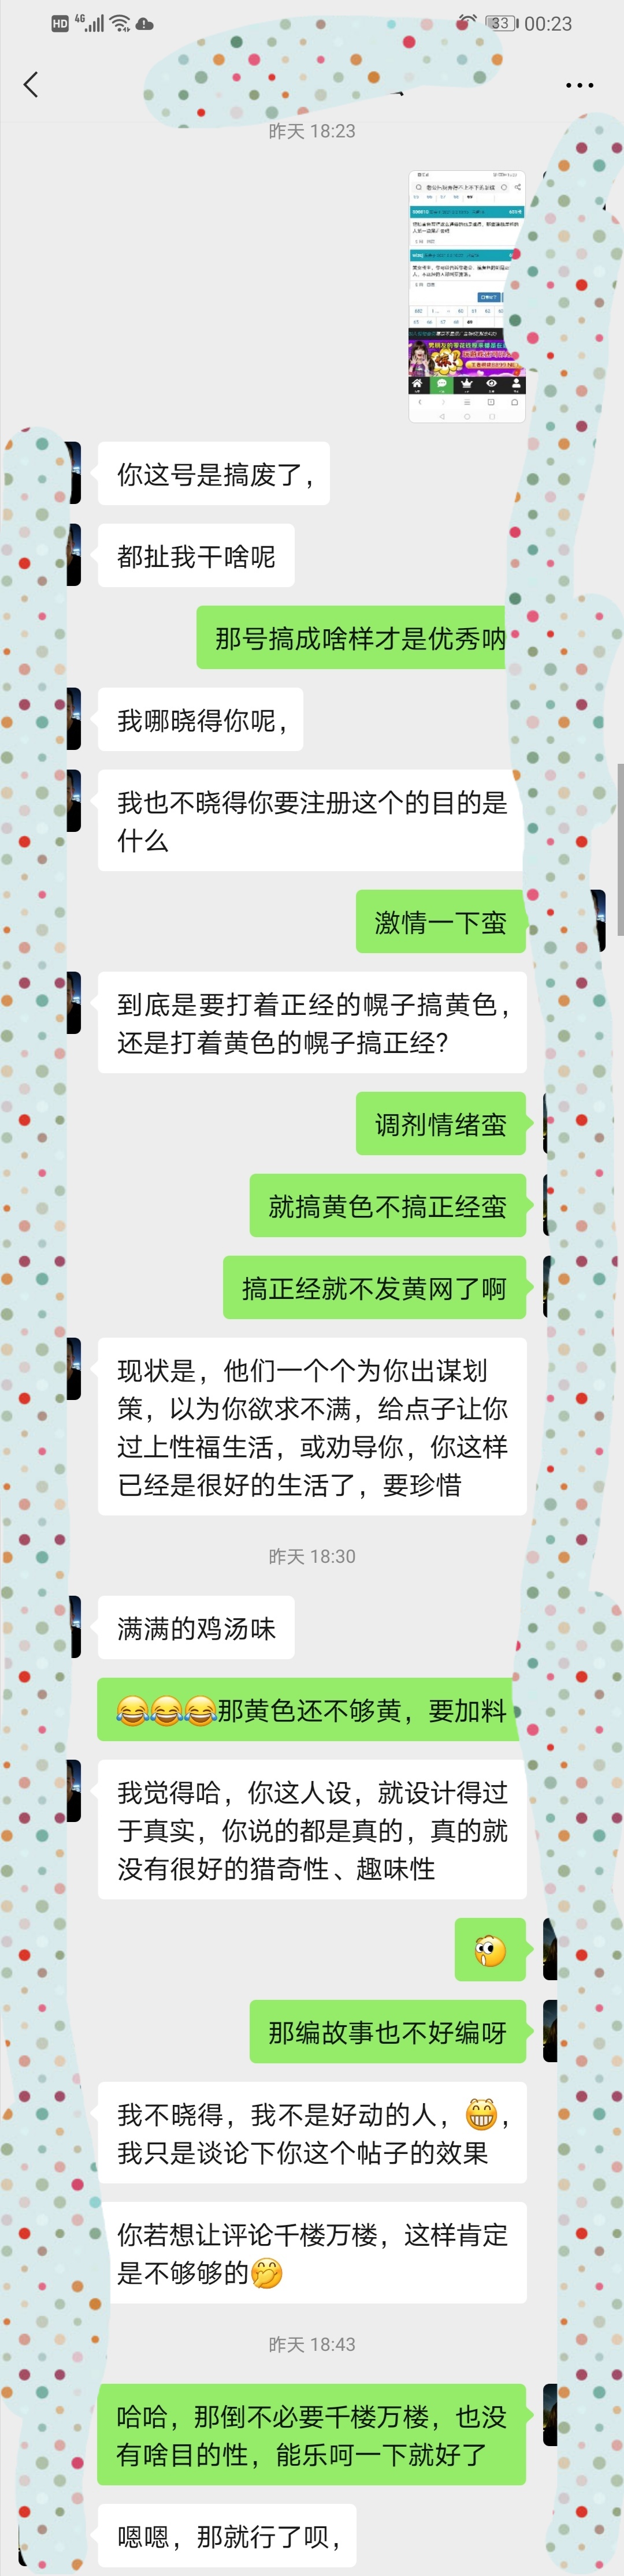 HD 4G 33 00:23
昨天 18:23
你这号是搞废了，
都扯我干啥呢
那号搞成啥样才是优秀呐
我哪晓得你呢，
我也不晓得你要注册这个的目的是
什么
激情一下蛮
到底是要打着正经的幌子搞黄色，
还是打着黄色的幌子搞正经？
调剂情绪蛮
就搞黄色不搞正经蛮
搞正经就不发黄网了啊
现状是，他们一个个为你出谋划
策，以为你欲求不满，给点子让你
过上性福生活，或劝导你，你这样
已经是很好的生活了，要珍惜
昨天 18:30
满满的鸡汤味
😂😂😂那黄色还不够黄，要加料
我觉得哈，你这人设，就设计得过
于真实，你说的都是真的，真的就
没有很好的猎奇性、趣味性
那编故事也不好编呀
我不晓得，我不是好动的人，😁，
我只是谈论下你这个帖子的效果
你若想让评论千楼万楼，这样肯定
是不够够的🤭
昨天 18:43
哈哈，那倒不必要千楼万楼，也没
有啥目的性，能乐呵一下就好了
嗯嗯，那就行了呗，